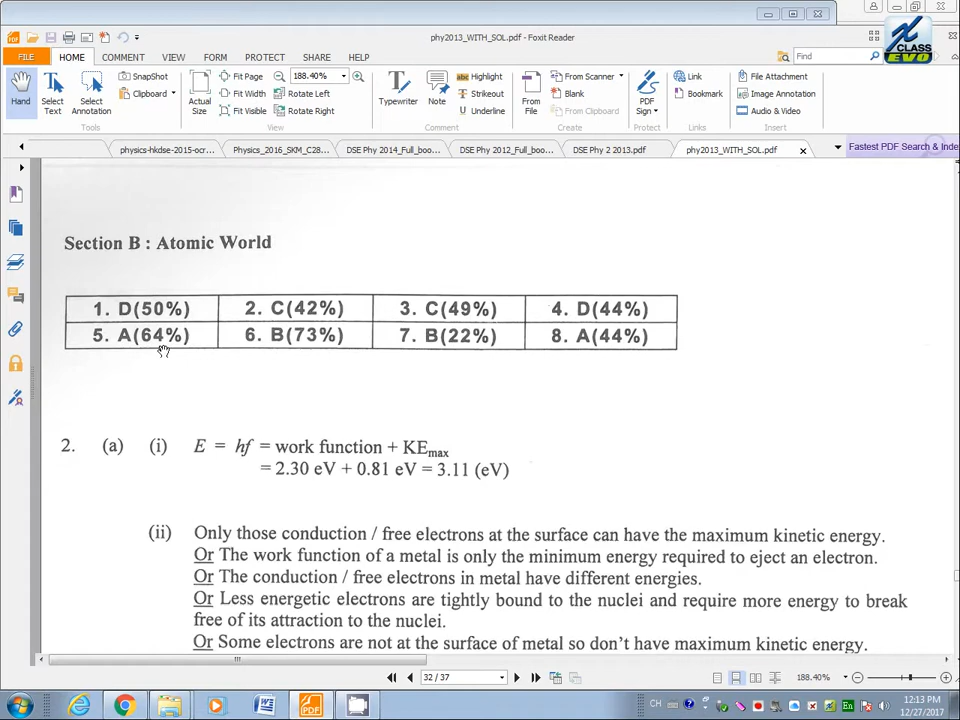 phy2013_WITH_SOL.pdf - Foxit Reader
CLASS
EVO
FILE HOME COMMENT VIEW FORM PROTECT SHARE HELP
Find
Hand
Select
Text
Select
Annotation
SnapShot
Clipboard
Tools
Actual
Size
Fit Page
Fit Width
Fit Visible
188.40%
Rotate Left
Rotate Right
View
Typewriter
Note
Highlight
Strikeout
Underline
Comment
From
File
From Scanner
Blank
From Clipboard
Create
PDF
Sign
Protect
Link
Bookmark
Links
File Attachment
Image Annotation
Audio & Video
Insert
physics-hkdse-2015-ocr... Physics_2016_SKM_C28... DSE Phy 2014_Full_boo... DSE Phy 2012_Full_boo... DSE Phy 2 2013.pdf phy2013_WITH_SOL.pdf Fastest PDF Search & Inde
Section B : Atomic World
1. D(50%) 2. C(42%) 3. C(49%) 4. D(44%)
5. A(64%) 6. B(73%) 7. B(22%) 8. A(44%)
2. (a) (i) E = hf = work function + KEmax
= 2.30 eV + 0.81 eV = 3.11 (eV)
(ii) Only those conduction / free electrons at the surface can have the maximum kinetic energy.
Or The work function of a metal is only the minimum energy required to eject an electron.
Or The conduction / free electrons in metal have different energies.
Or Less energetic electrons are tightly bound to the nuclei and require more energy to break
free of its attraction to the nuclei.
Or Some electrons are not at the surface of metal so don't have maximum kinetic energy.
32 / 37
188.40%
CH
En
12:13 PM
12/27/2017